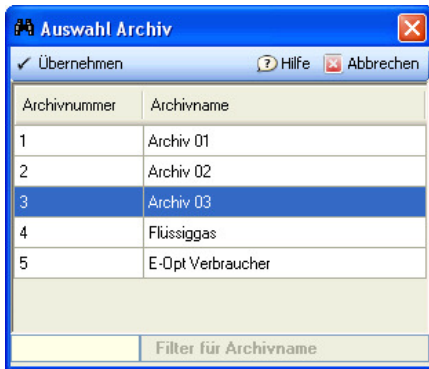 Auswahl Archiv
Übernehmen Hilfe Abbrechen
Archivnummer Archivname
1 Archiv 01
2 Archiv 02
3 Archiv 03
4 Flüssiggas
5 E-Opt Verbraucher
Filter für Archivname